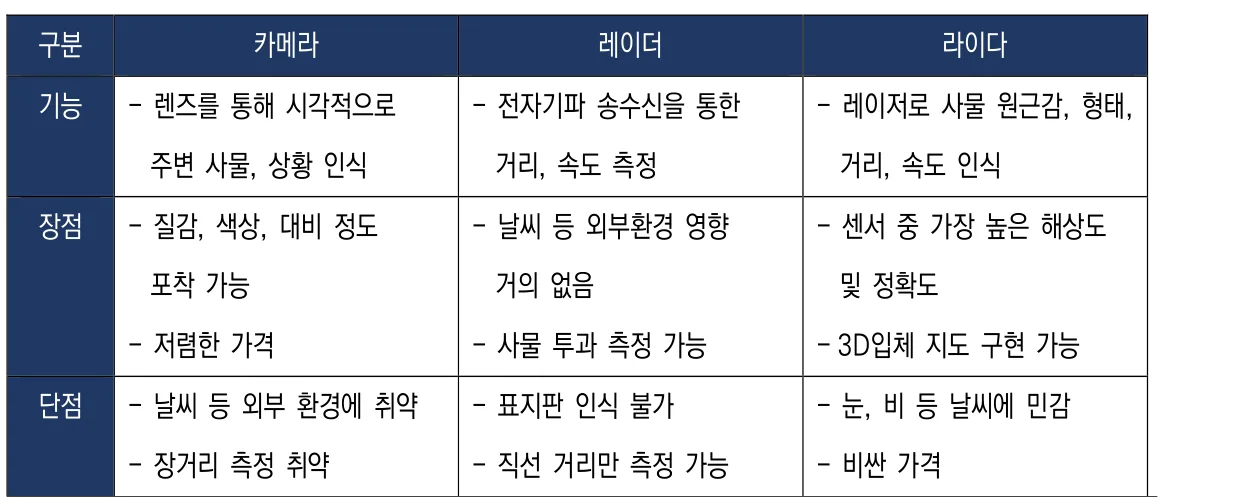 구분 카메라 레이더 라이다
기능 - 렌즈를 통해 시각적으로 - 전자기파 송수신을 통한 - 레이저로 사물 원근감, 형태,
주변 사물, 상황 인식 거리, 속도 측정 거리, 속도 인식
장점 - 질감, 색상, 대비 정도 - 날씨 등 외부환경 영향 - 센서 중 가장 높은 해상도
포착 가능 거의 없음 및 정확도
- 저렴한 가격 - 사물 투과 측정 가능 - 3D입체 지도 구현 가능
단점 - 날씨 등 외부 환경에 취약 - 표지판 인식 불가 - 눈, 비 등 날씨에 민감
- 장거리 측정 취약 - 직선 거리만 측정 가능 - 비싼 가격